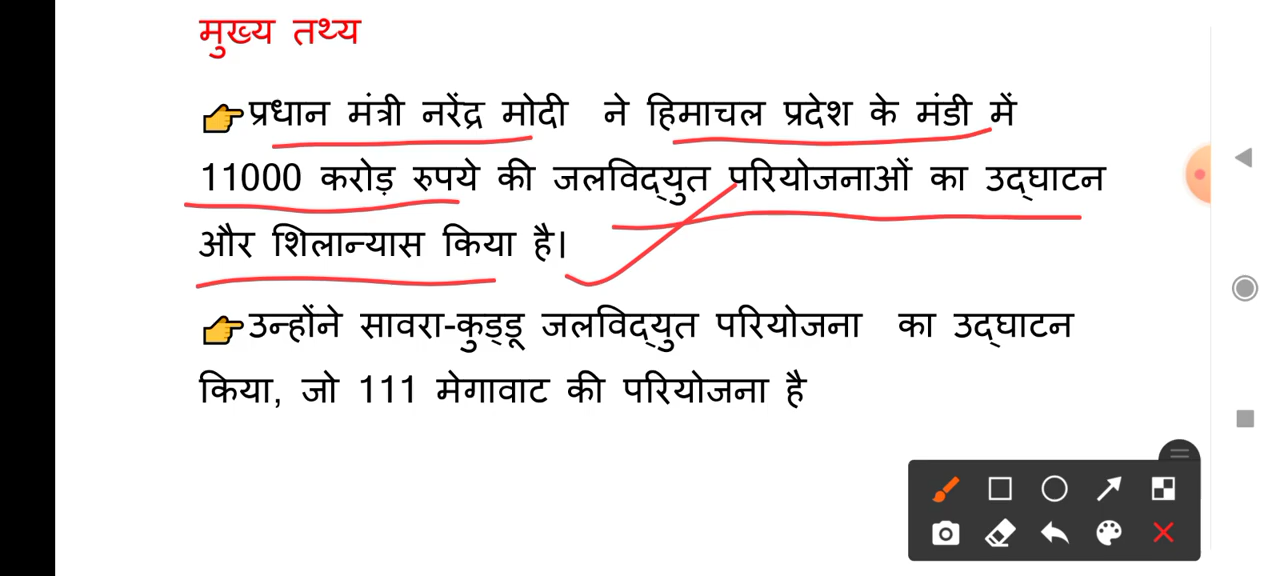 मुख्य तथ्य
👉प्रधान मंत्री नरेंद्र मोदी ने हिमाचल प्रदेश के मंडी में
11000 करोड़ रुपये की जलविद्युत परियोजनाओं का उद्घाटन
और शिलान्यास किया है।
👉उन्होंने सावरा-कुड्डू जलविद्युत परियोजना का उद्घाटन
किया, जो 111 मेगावाट की परियोजना है